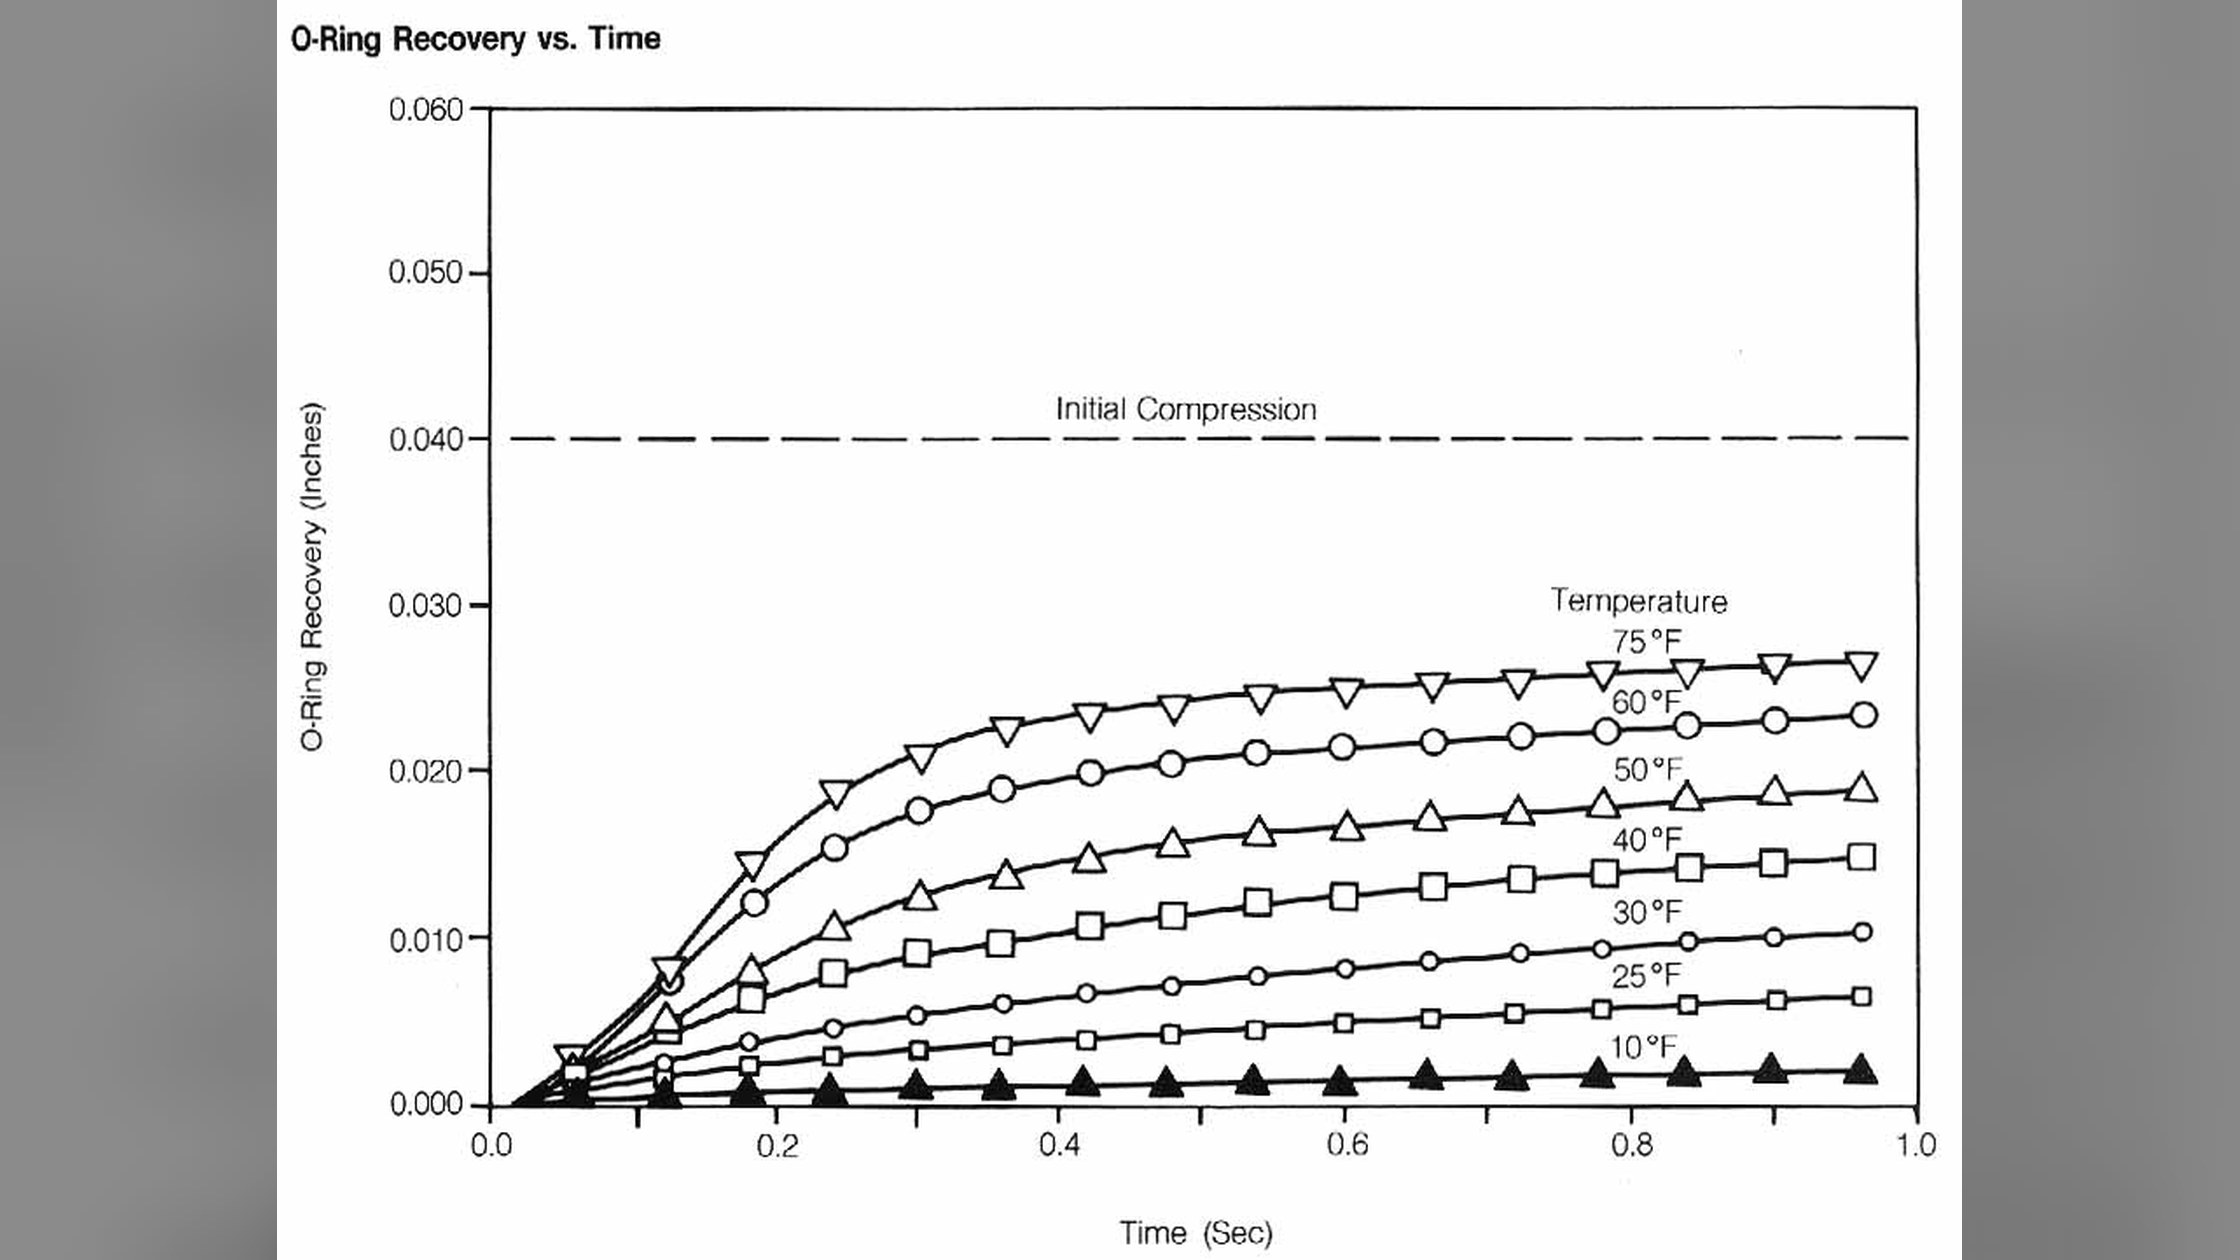 O-Ring Recovery vs. Time
0.060
0.050
Initial Compression
0.040
O-Ring Recovery (Inches)
0.030
Temperature
75°F
60°F
50°F
0.020
40°F
30°F
0.010
25°F
10°F
0.000
0.0 0.2 0.4 0.6 0.8 1.0
Time (Sec)